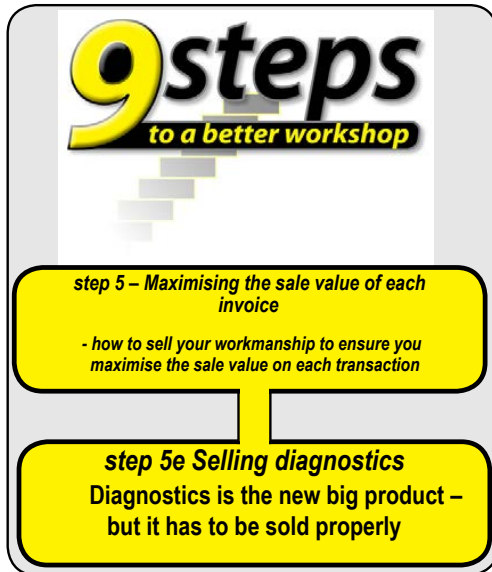 9 steps
to a better workshop
step 5 – Maximising the sale value of each
invoice
- how to sell your workmanship to ensure you
maximise the sale value on each transaction
step 5e Selling diagnostics
Diagnostics is the new big product –
but it has to be sold properly